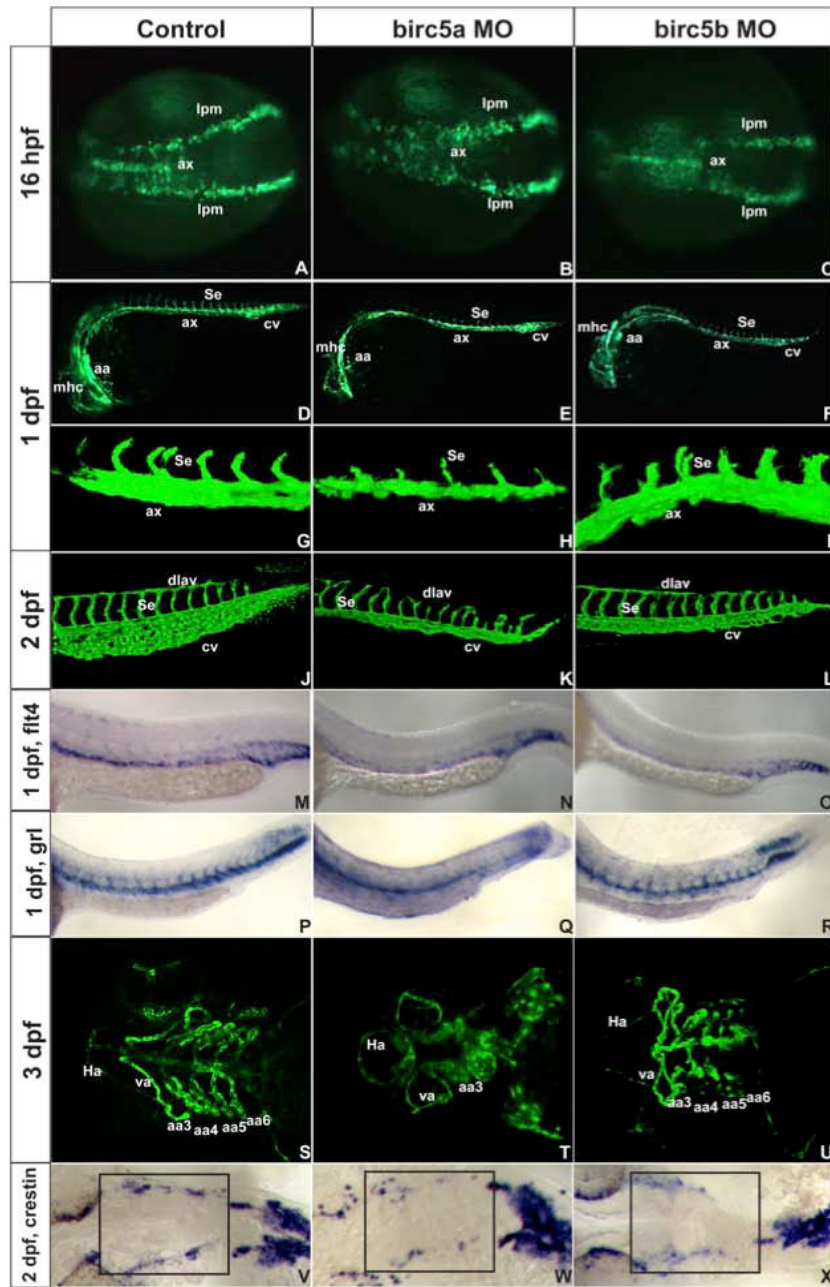 Control birc5a MO birc5b MO
16 hpf
lpm
ax
lpm
A
lpm
ax
lpm
B
lpm
ax
lpm
C
1 dpf
Se
ax
cv
aa
mhc
D
Se
mhc
aa
ax
cv
E
Se
mhc
aa
ax
cv
F
Se
ax
G
Se
ax
H
Se
ax
I
2 dpf
dlav
Se
cv
J
dlav
Se
cv
K
dlav
Se
cv
L
1 dpf, flt4
M
N
O
1 dpf, grl
P
Q
R
3 dpf
Ha
va
aa3
aa4
aa5
aa6
S
Ha
va
aa3
T
Ha
va
aa3
aa4
aa5
aa6
U
2 dpf, crestin
V
W
X